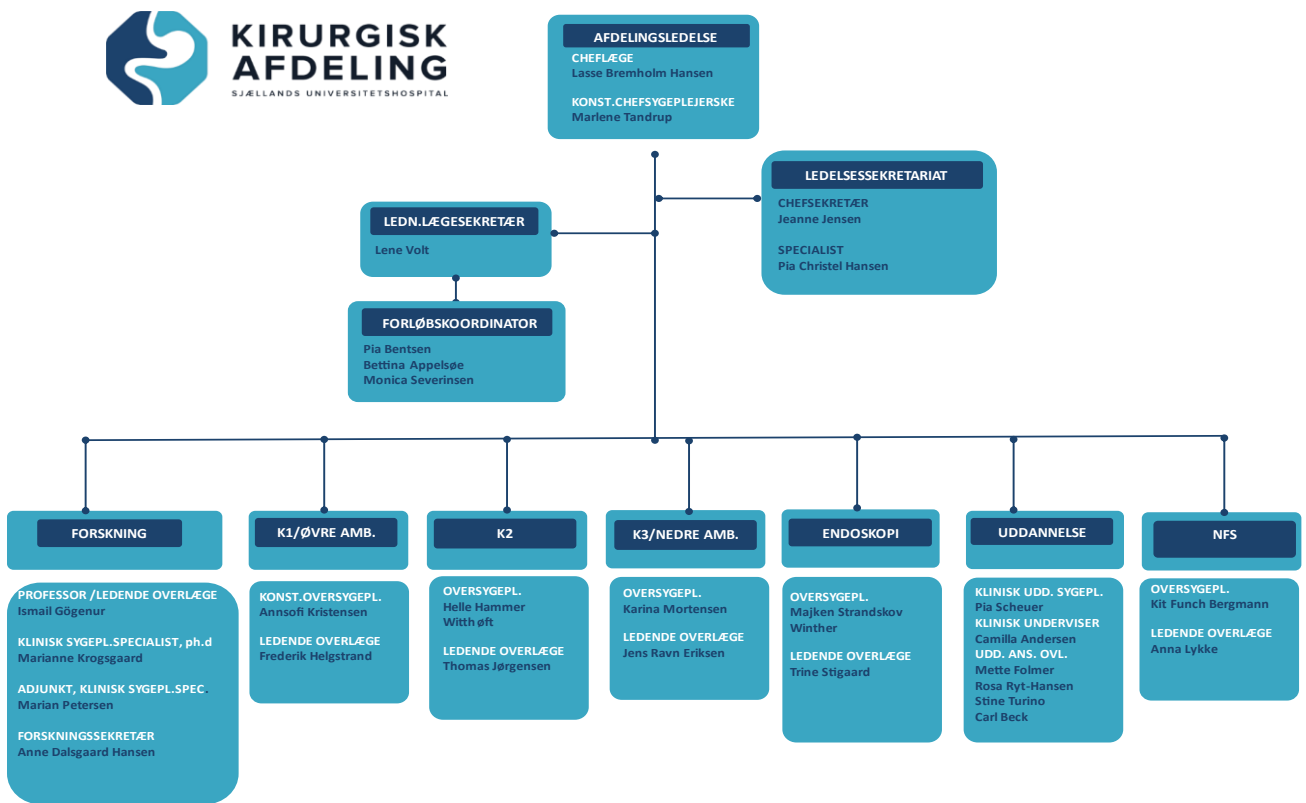 KIRURGISK
AFDELING
SJÆLLANDS UNIVERSITETSHOSPITAL
AFDELINGSLEDELSE
CHEFLÆGE
Lasse Bremholm Hansen
KONST.CHEFSYGEPLEJERSKE
Marlene Tandrup
LEDELSESSEKRETARIAT
CHEFSEKRETÆR
Jeanne Jensen
SPECIALIST
Pia Christel Hansen
LEDN.LÆGESEKRETÆR
Lene Volt
FORLØBSKOORDINATOR
Pia Bentsen
Bettina Appelsøe
Monica Severinsen
FORSKNING
PROFESSOR /LEDENDE OVERLÆGE
Ismail Gögenur
KLINISK SYGEPL.SPECIALIST, ph.d
Marianne Krogsgaard
ADJUNKT, KLINISK SYGEPL.SPEC.
Marian Petersen
FORSKNINGSSEKRETÆR
Anne Dalsgaard Hansen
K1/ØVRE AMB.
KONST.OVERSYGEPL.
Annsofi Kristensen
LEDENDE OVERLÆGE
Frederik Helgstrand
K2
OVERSYGEPL.
Helle Hammer
Witth øft
LEDENDE OVERLÆGE
Thomas Jørgensen
K3/NEDRE AMB.
OVERSYGEPL.
Karina Mortensen
LEDENDE OVERLÆGE
Jens Ravn Eriksen
ENDOSKOPI
OVERSYGEPL.
Majken Strandskov
Winther
LEDENDE OVERLÆGE
Trine Stigaard
UDDANNELSE
KLINISK UDD. SYGEPL.
Pia Scheuer
KLINISK UNDERVISER
Camilla Andersen
UDD. ANS. OVL.
Mette Folmer
Rosa Ryt-Hansen
Stine Turino
Carl Beck
NFS
OVERSYGEPL.
Kit Funch Bergmann
LEDENDE OVERLÆGE
Anna Lykke